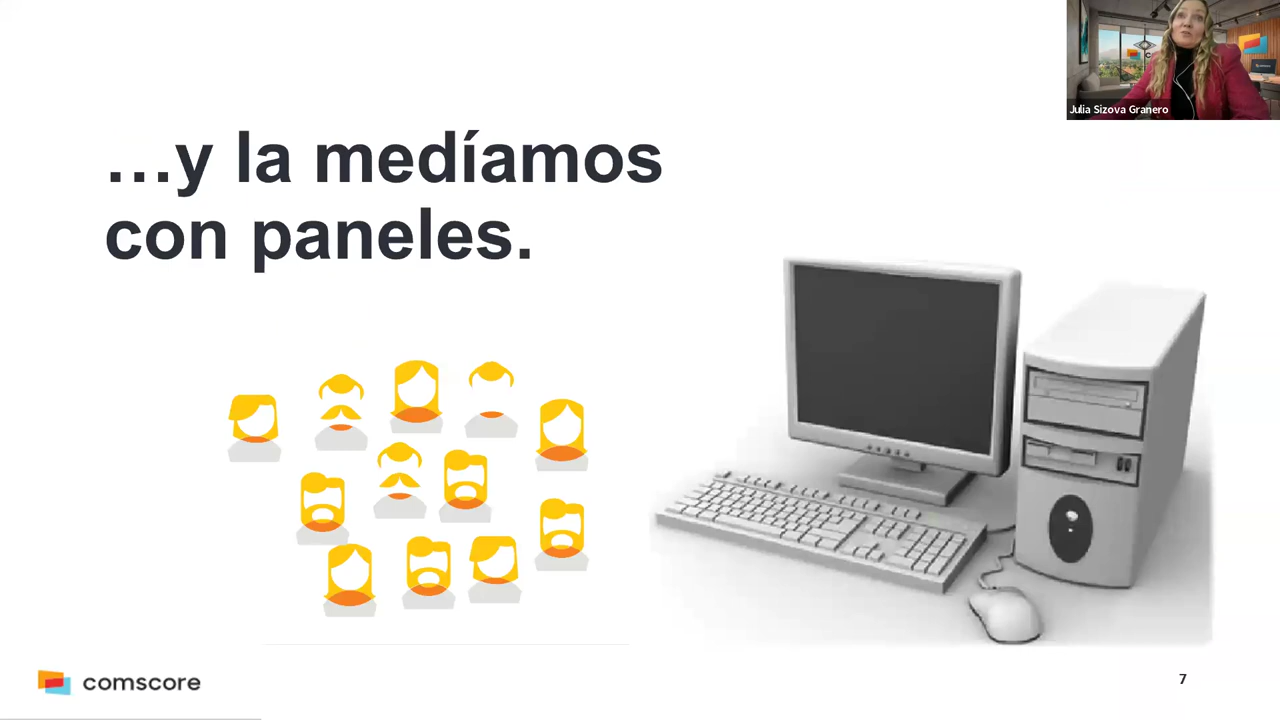 Julia Sizova Granero
…y la medíamos
con paneles.
comscore
7